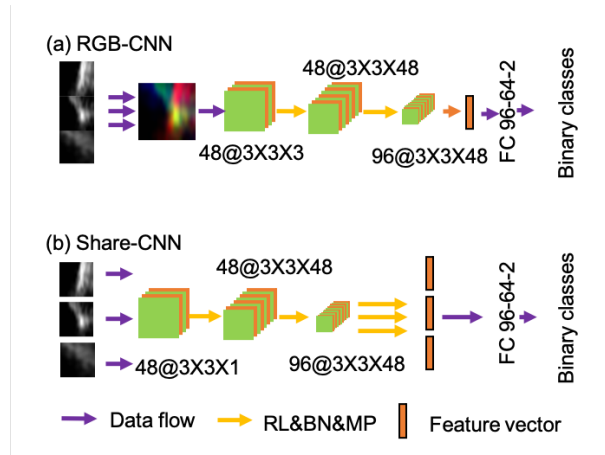 (a) RGB-CNN
48@3X3X48
48@3X3X3
96@3X3X48
FC 96-64-2
Binary classes
(b) Share-CNN
48@3X3X48
48@3X3X1
96@3X3X48
FC 96-64-2
Binary classes
Data flow
RL&BN&MP
Feature vector